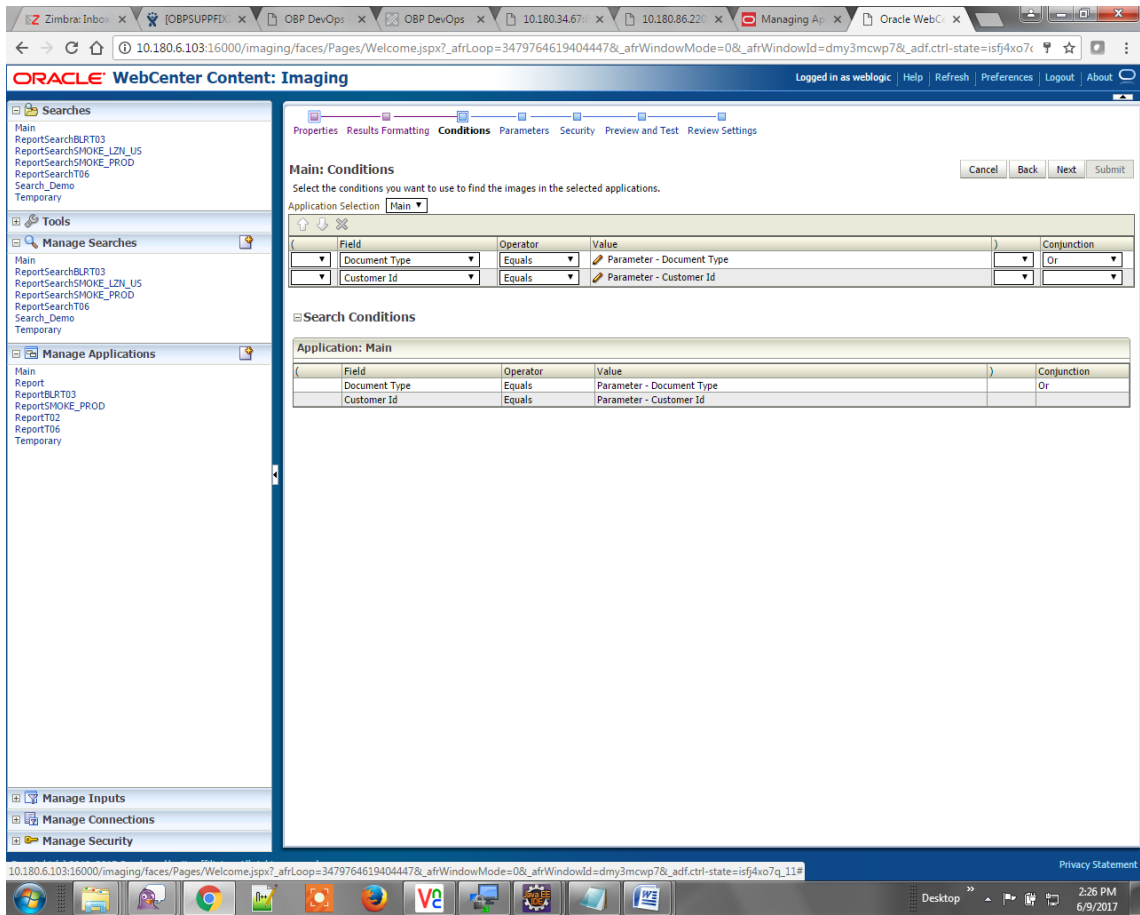 Zimbra: Inbox
[OBPSUPPFIX
OBP DevOps
OBP DevOps
10.180.34.67:
10.180.86.220
Managing Ap
Oracle WebCe
10.180.6.103:16000/imaging/faces/Pages/Welcome.jspx?_afrLoop=34797646194044478&_afrWindowMode=0&_afrWindowId=dmy3mcwp7&_adf.ctrl-state=isfj4xo7c
ORACLE WebCenter Content: Imaging
Logged in as weblogic | Help | Refresh | Preferences | Logout | About
Searches
Main
ReportSearchBLRT03
ReportSearchSMOKE_LZN_US
ReportSearchSMOKE_PROD
ReportSearchT06
Search_Demo
Temporary
Tools
Manage Searches
Main
ReportSearchBLRT03
ReportSearchSMOKE_LZN_US
ReportSearchSMOKE_PROD
ReportSearchT06
Search_Demo
Temporary
Manage Applications
Main
Report
ReportBLRT03
ReportSMOKE_PROD
ReportT02
ReportT06
Temporary
Manage Inputs
Manage Connections
Manage Security
Properties Results Formatting Conditions Parameters Security Preview and Test Review Settings
Main: Conditions
Cancel Back Next Submit
Select the conditions you want to use to find the images in the selected applications.
Application Selection Main
( Field Operator Value ) Conjunction
Document Type Equals Parameter - Document Type Or
Customer Id Equals Parameter - Customer Id
Search Conditions
Application: Main
( Field Operator Value ) Conjunction
Document Type Equals Parameter - Document Type Or
Customer Id Equals Parameter - Customer Id
Privacy Statement
10.180.6.103:16000/imaging/faces/Pages/Welcome.jspx?_afrLoop=34797646194044478&_afrWindowMode=0&_afrWindowId=dmy3mcwp7&_adf.ctrl-state=isfj4xo7q_11#
Desktop
2:26 PM
6/9/2017